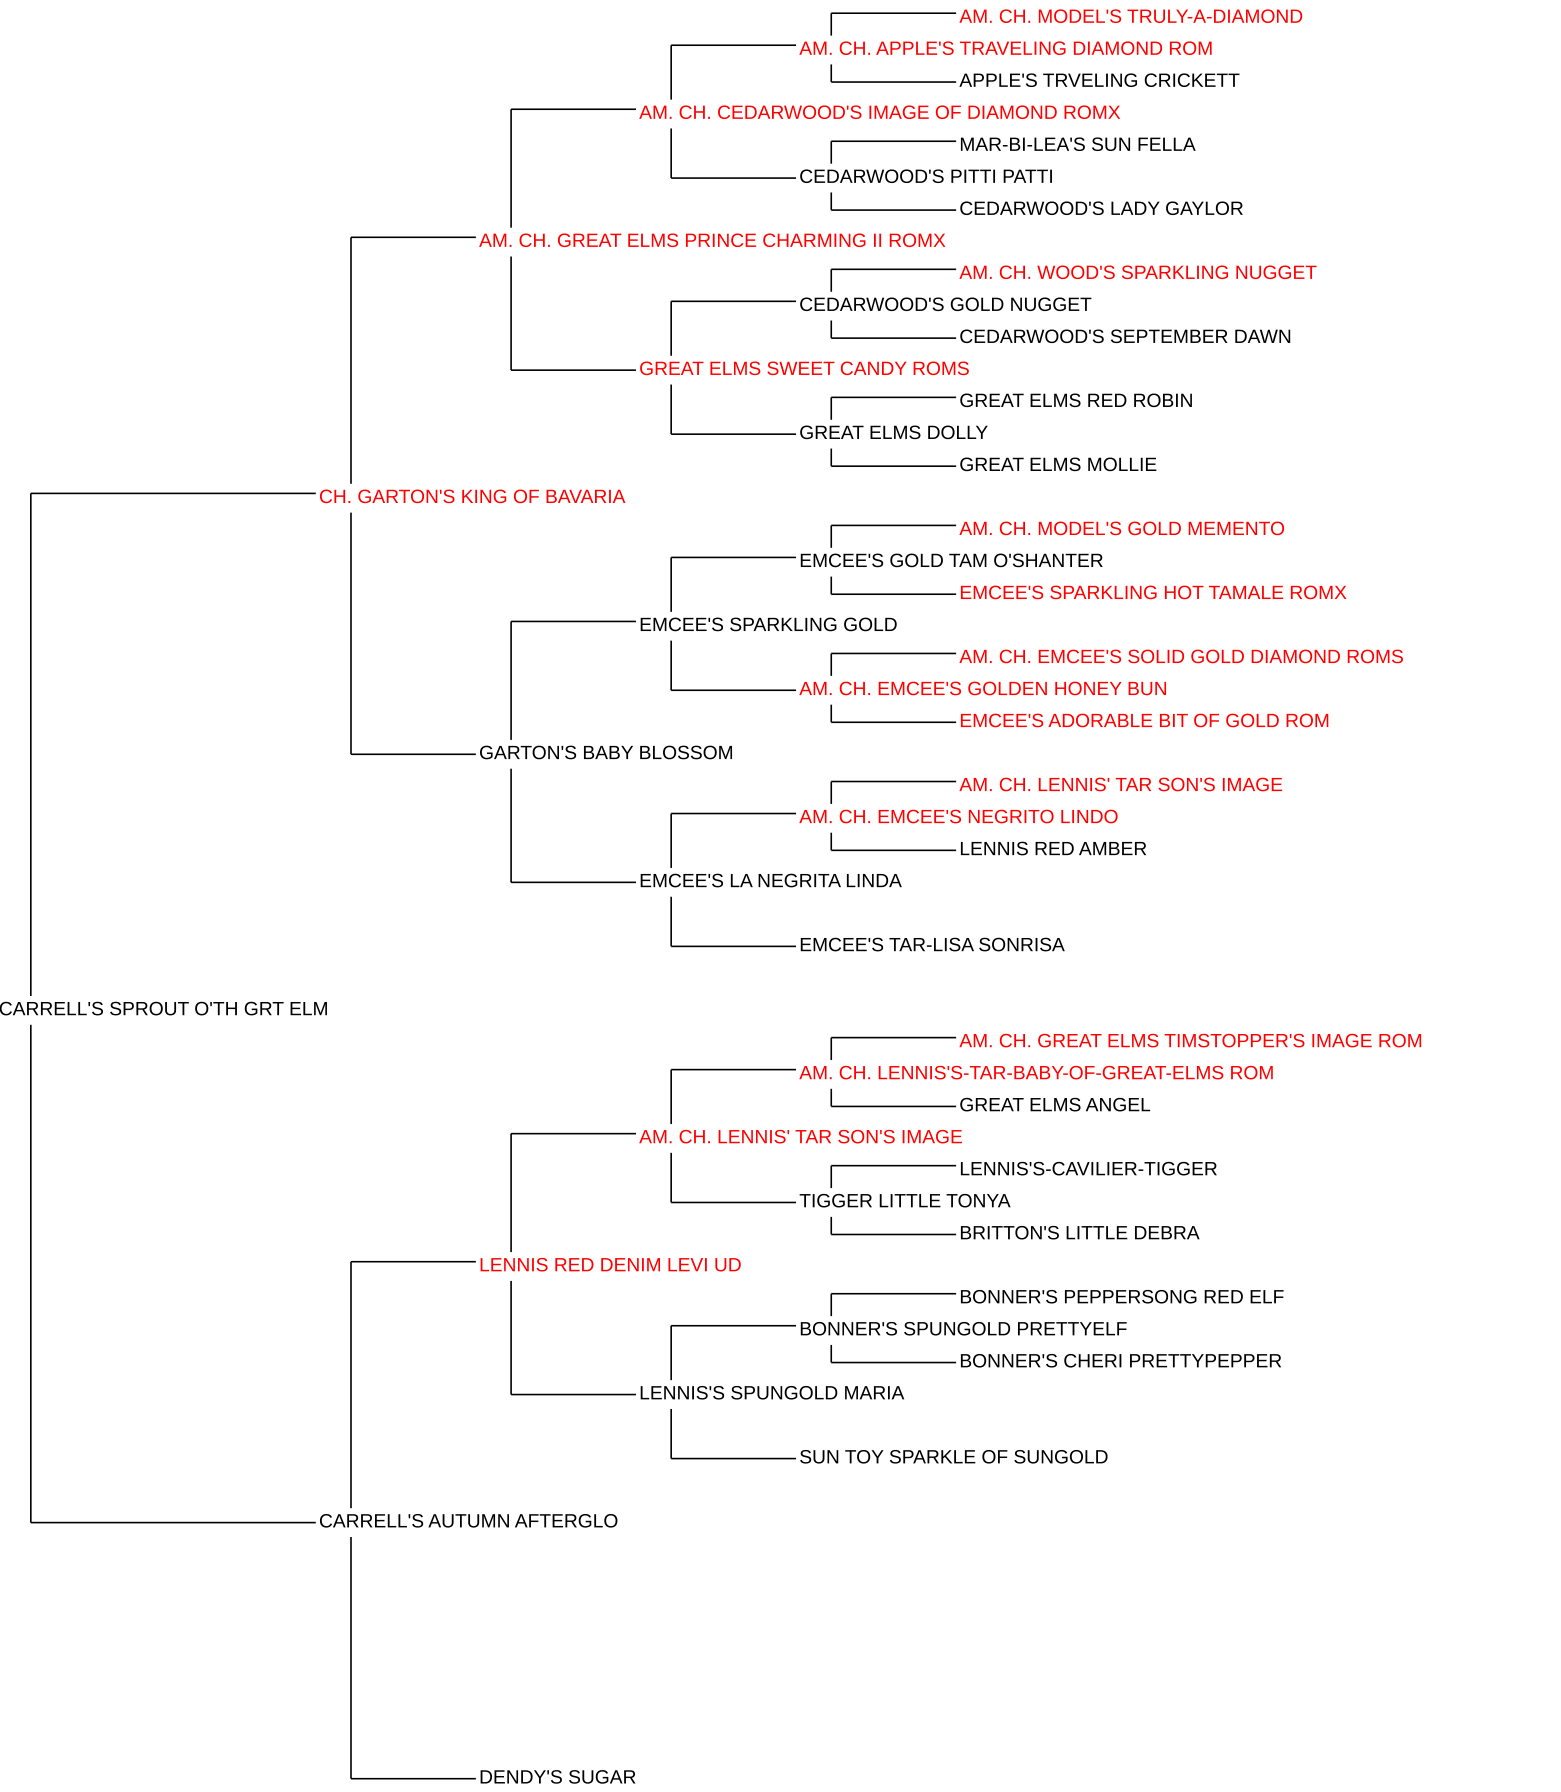 AM. CH. MODEL'S TRULY-A-DIAMOND
AM. CH. APPLE'S TRAVELING DIAMOND ROM
APPLE'S TRVELING CRICKETT
AM. CH. CEDARWOOD'S IMAGE OF DIAMOND ROMX
MAR-BI-LEA'S SUN FELLA
CEDARWOOD'S PITTI PATTI
CEDARWOOD'S LADY GAYLOR
AM. CH. GREAT ELMS PRINCE CHARMING II ROMX
AM. CH. WOOD'S SPARKLING NUGGET
CEDARWOOD'S GOLD NUGGET
CEDARWOOD'S SEPTEMBER DAWN
GREAT ELMS SWEET CANDY ROMS
GREAT ELMS RED ROBIN
GREAT ELMS DOLLY
GREAT ELMS MOLLIE
CH. GARTON'S KING OF BAVARIA
AM. CH. MODEL'S GOLD MEMENTO
EMCEE'S GOLD TAM O'SHANTER
EMCEE'S SPARKLING HOT TAMALE ROMX
EMCEE'S SPARKLING GOLD
AM. CH. EMCEE'S SOLID GOLD DIAMOND ROMS
AM. CH. EMCEE'S GOLDEN HONEY BUN
EMCEE'S ADORABLE BIT OF GOLD ROM
GARTON'S BABY BLOSSOM
AM. CH. LENNIS' TAR SON'S IMAGE
AM. CH. EMCEE'S NEGRITO LINDO
LENNIS RED AMBER
EMCEE'S LA NEGRITA LINDA
EMCEE'S TAR-LISA SONRISA
CARRELL'S SPROUT O'TH GRT ELM
AM. CH. GREAT ELMS TIMSTOPPER'S IMAGE ROM
AM. CH. LENNIS'S-TAR-BABY-OF-GREAT-ELMS ROM
GREAT ELMS ANGEL
AM. CH. LENNIS' TAR SON'S IMAGE
LENNIS'S-CAVILIER-TIGGER
TIGGER LITTLE TONYA
BRITTON'S LITTLE DEBRA
LENNIS RED DENIM LEVI UD
BONNER'S PEPPERSONG RED ELF
BONNER'S SPUNGOLD PRETTYELF
BONNER'S CHERI PRETTYPEPPER
LENNIS'S SPUNGOLD MARIA
SUN TOY SPARKLE OF SUNGOLD
CARRELL'S AUTUMN AFTERGLO
DENDY'S SUGAR